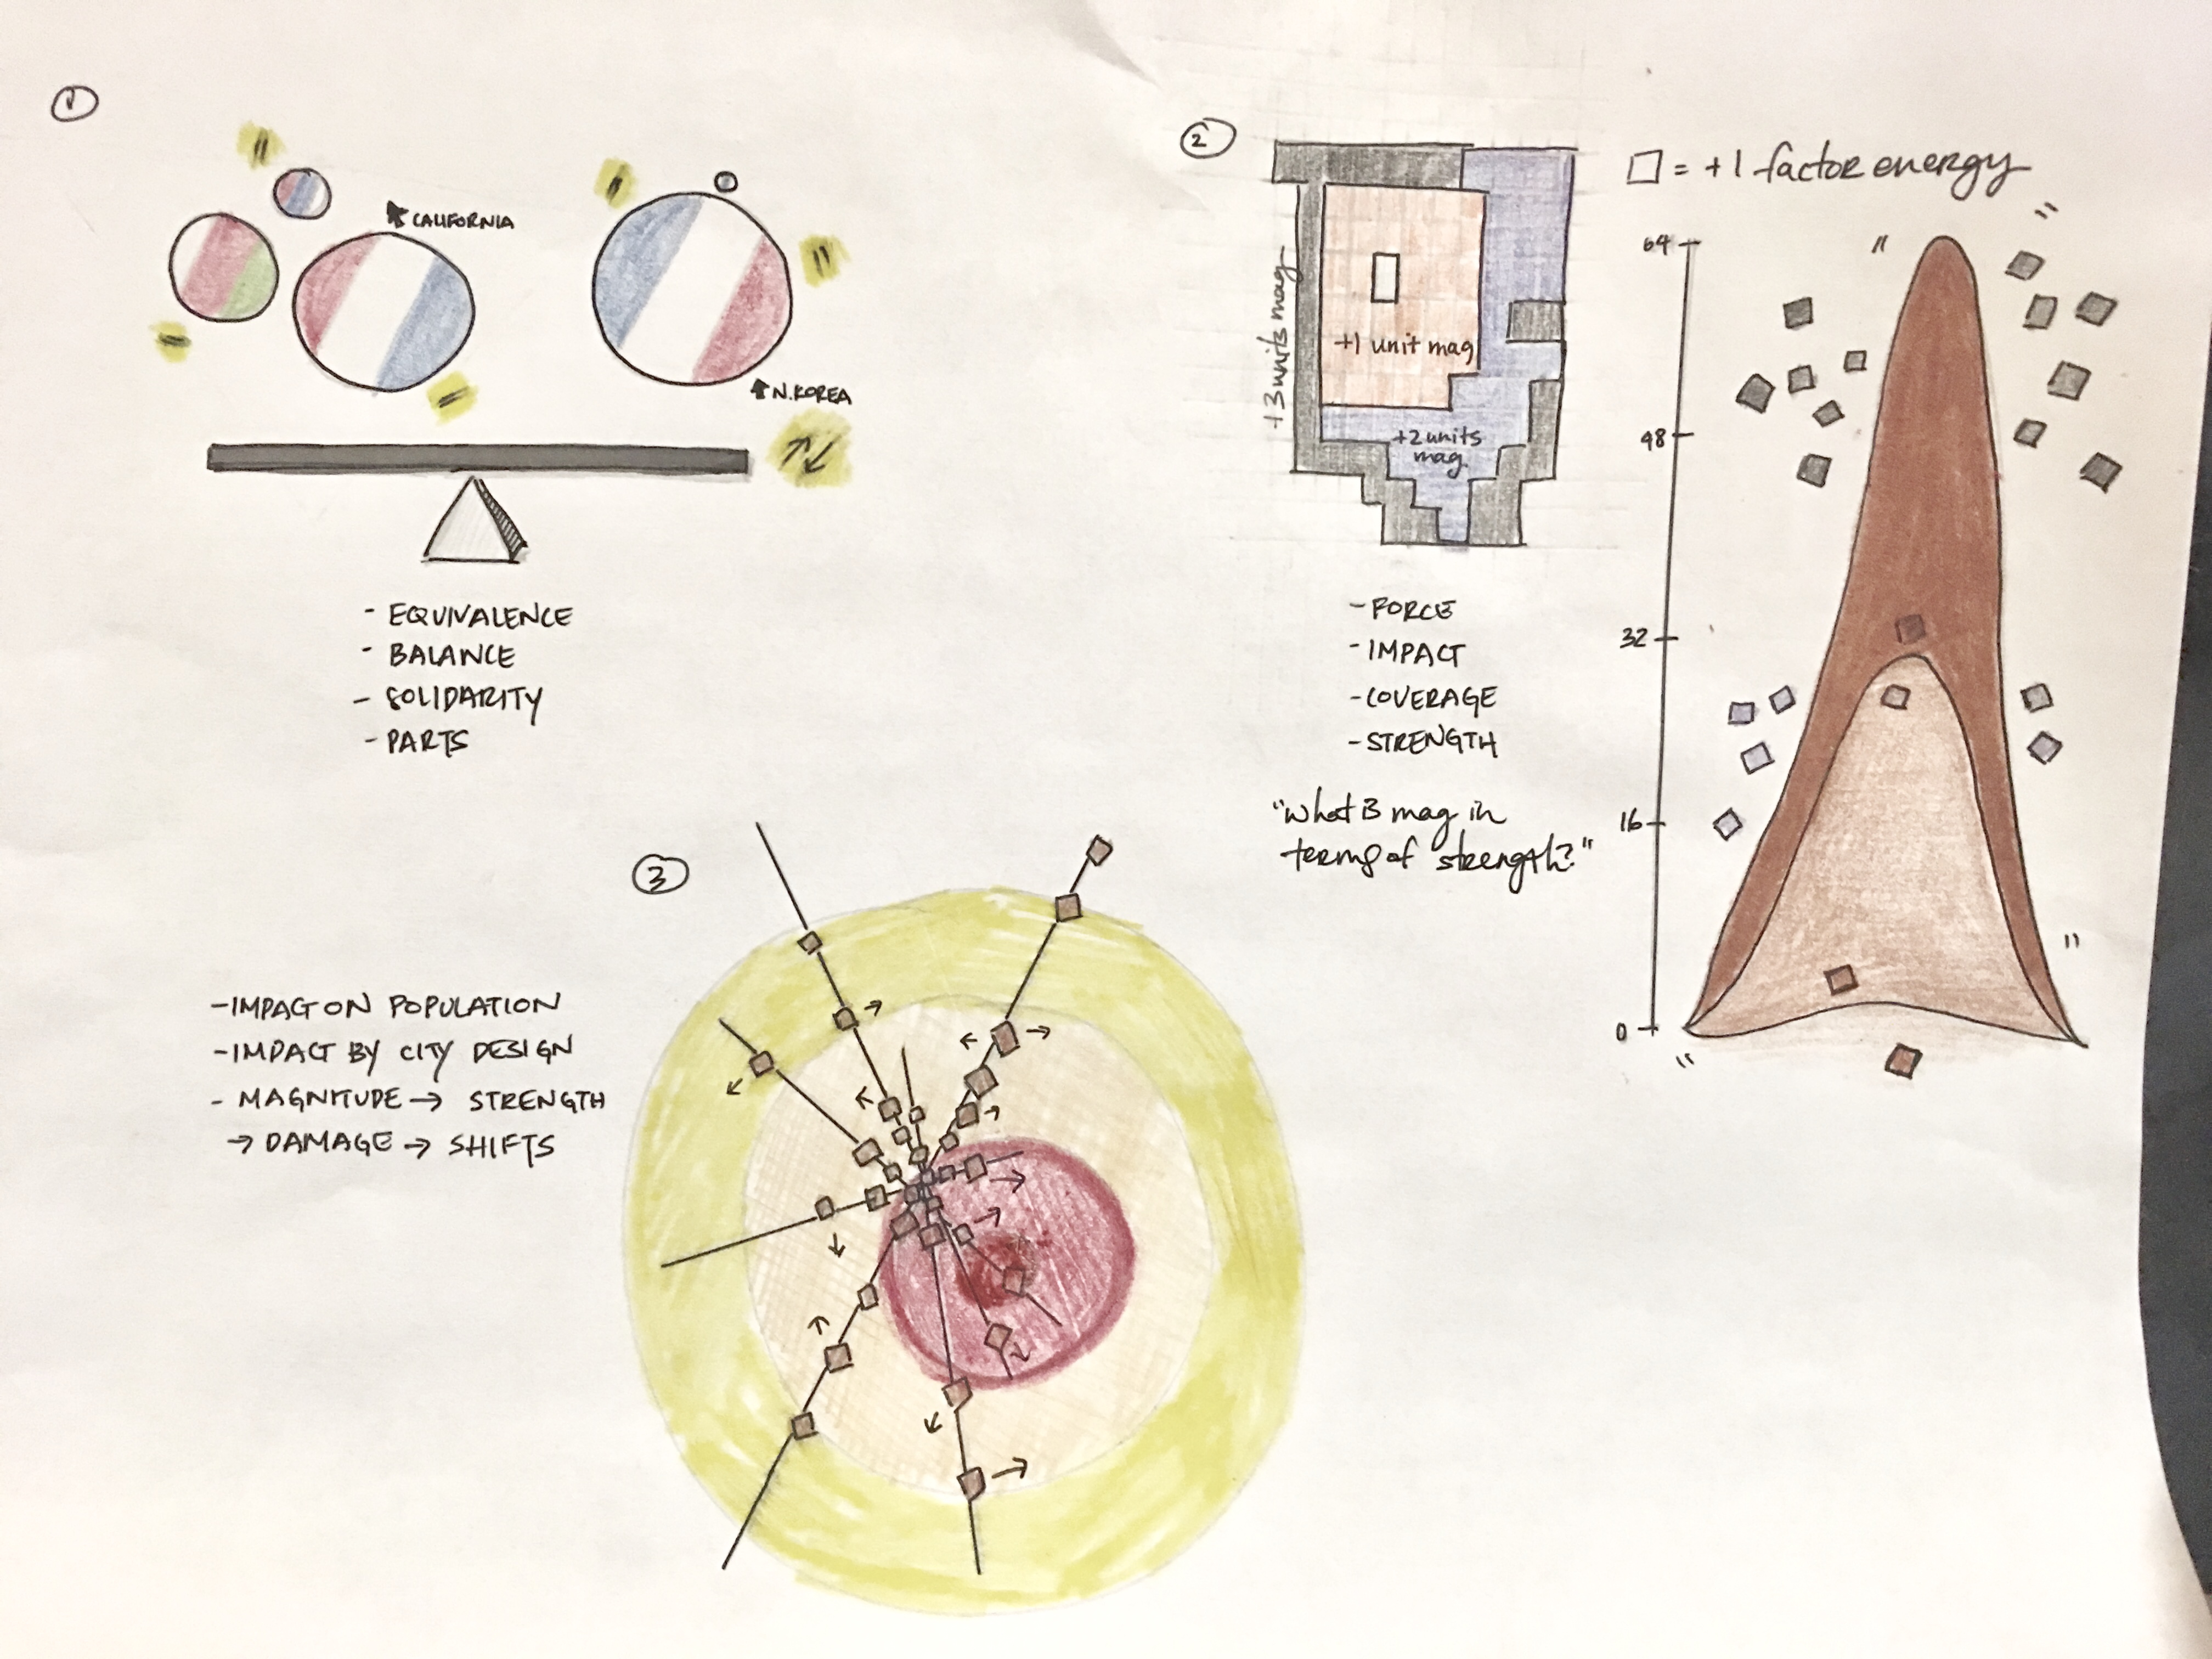 1
CALIFORNIA
N.KOREA
- EQUIVALENCE
- BALANCE
- SOLIDARITY
- PARTS
2
□ = +1 factor energy
+3 units mag
+1 unit mag
+2 units
mag
- FORCE
- IMPACT
- COVERAGE
- STRENGTH
"what is mag in
terms of strength?"
64
48
32
16
0
3
- IMPACT ON POPULATION
- IMPACT BY CITY DESIGN
- MAGNITUDE → STRENGTH
→ DAMAGE → SHIFTS